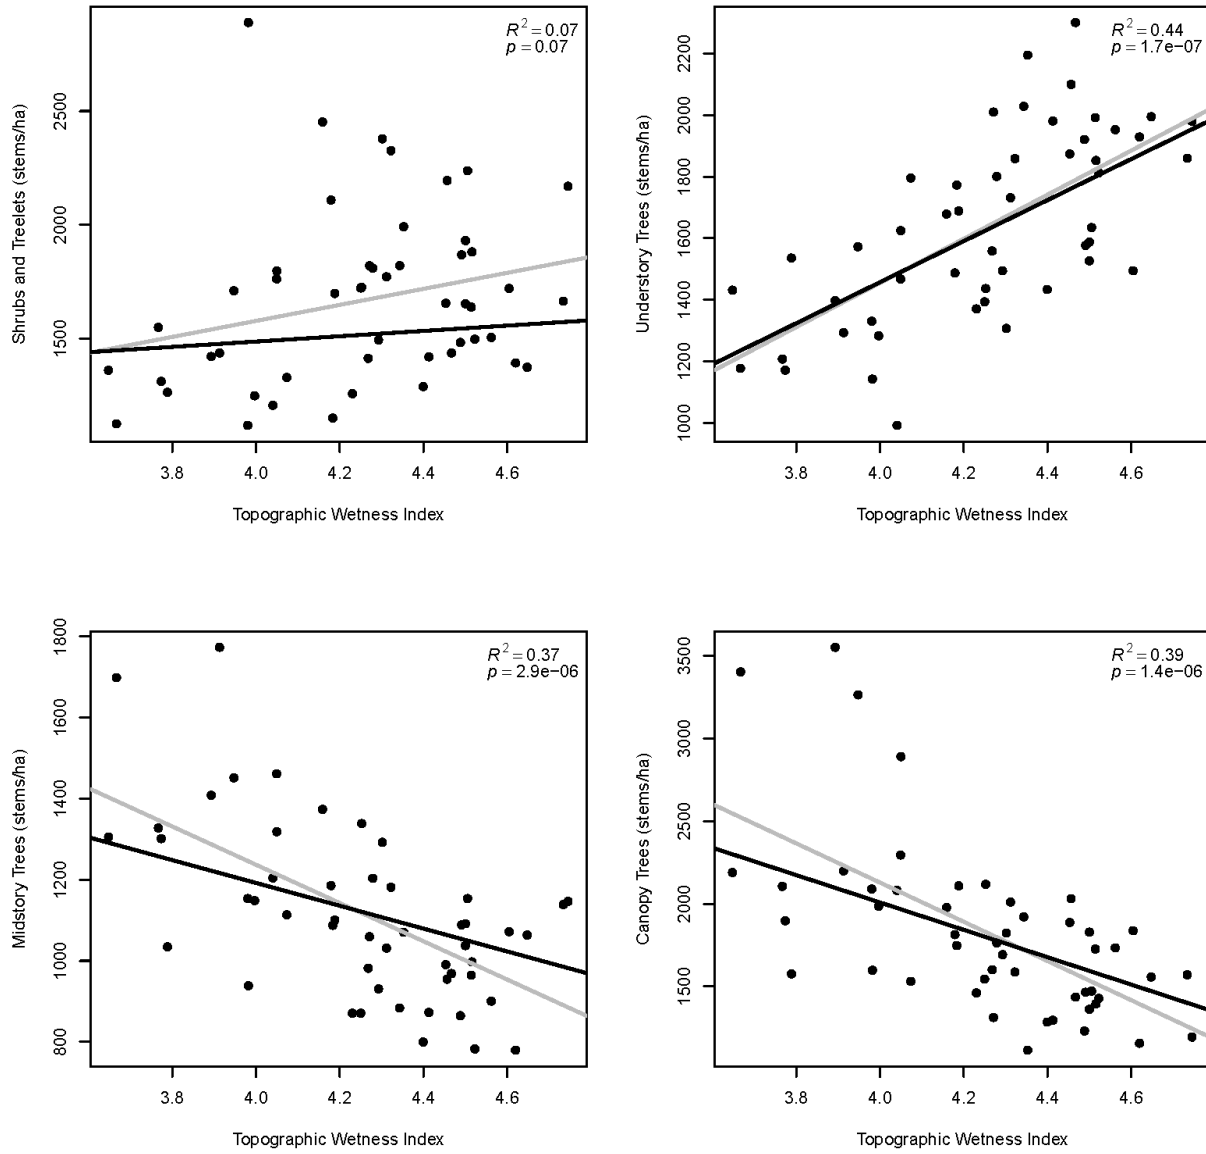 R² = 0.07
p = 0.07
Shrubs and Treelets (stems/ha)
2500
2000
1500
3.8 4.0 4.2 4.4 4.6
Topographic Wetness Index
R² = 0.44
p = 1.7e−07
Understory Trees (stems/ha)
2200
2000
1800
1600
1400
1200
1000
3.8 4.0 4.2 4.4 4.6
Topographic Wetness Index
R² = 0.37
p = 2.9e−06
Midstory Trees (stems/ha)
1800
1600
1400
1200
1000
800
3.8 4.0 4.2 4.4 4.6
Topographic Wetness Index
R² = 0.39
p = 1.4e−06
Canopy Trees (stems/ha)
3500
3000
2500
2000
1500
3.8 4.0 4.2 4.4 4.6
Topographic Wetness Index